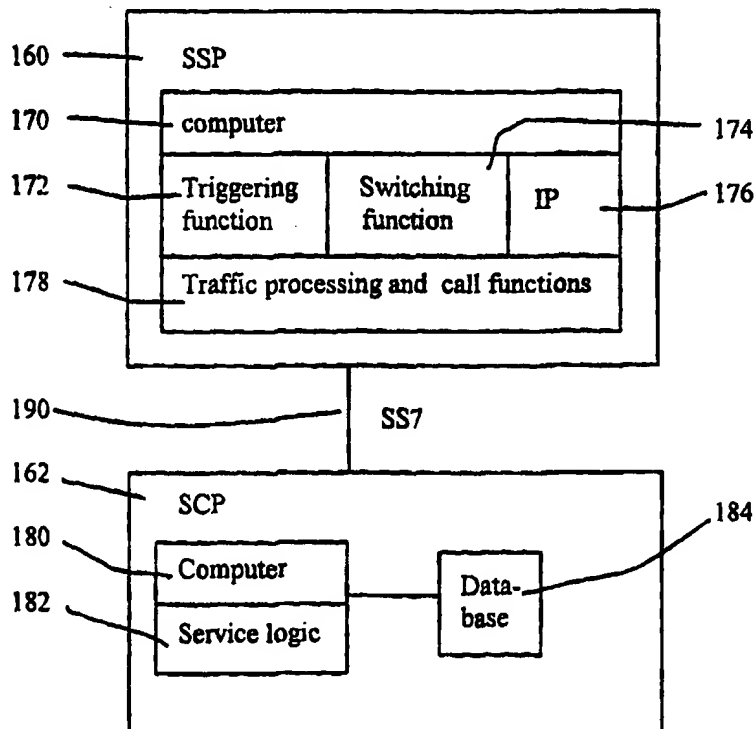 160 SSP
170 computer 174
172 Triggering function Switching function IP 176
178 Traffic processing and call functions
190 SS7
162 SCP
180 Computer 184
182 Service logic Data-base